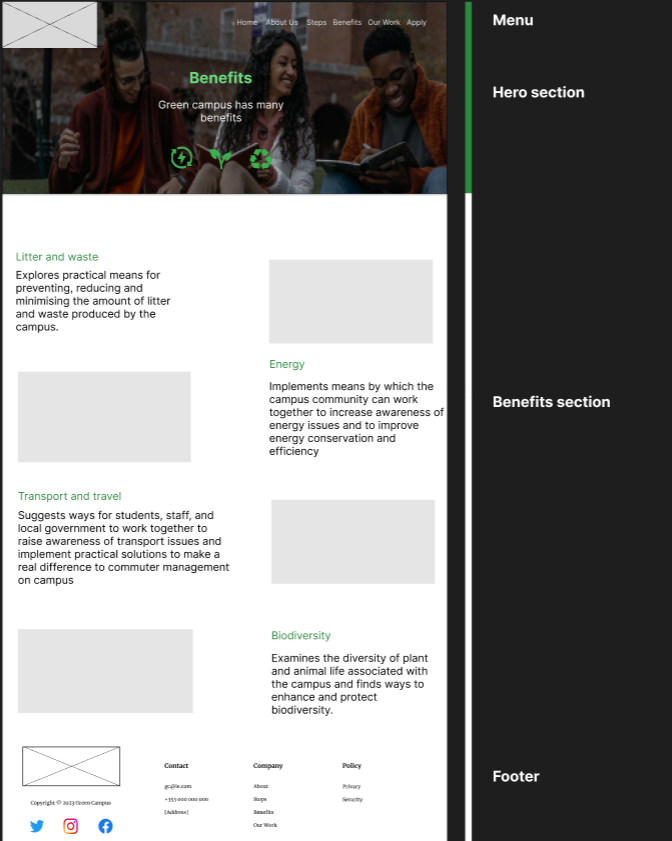 Home About Us Steps Benefits Our Work Apply
Menu
Benefits
Hero section
Green campus has many
benefits
Litter and waste
Explores practical means for
preventing, reducing and
minimising the amount of litter
and waste produced by the
campus.
Energy
Implements means by which the
campus community can work
together to increase awareness of
energy issues and to improve
energy conservation and
efficiency
Benefits section
Transport and travel
Suggests ways for students, staff, and
local government to work together to
raise awareness of transport issues and
implement practical solutions to make a
real difference to commuter management
on campus
Biodiversity
Examines the diversity of plant
and animal life associated with
the campus and finds ways to
enhance and protect
biodiversity.
Footer
Copyright © 2023 Green Campus
Contact
gc@ie.com
+353 000 000 000
[Address]
Company
About
Steps
Benefits
Our Work
Policy
Privacy
Security